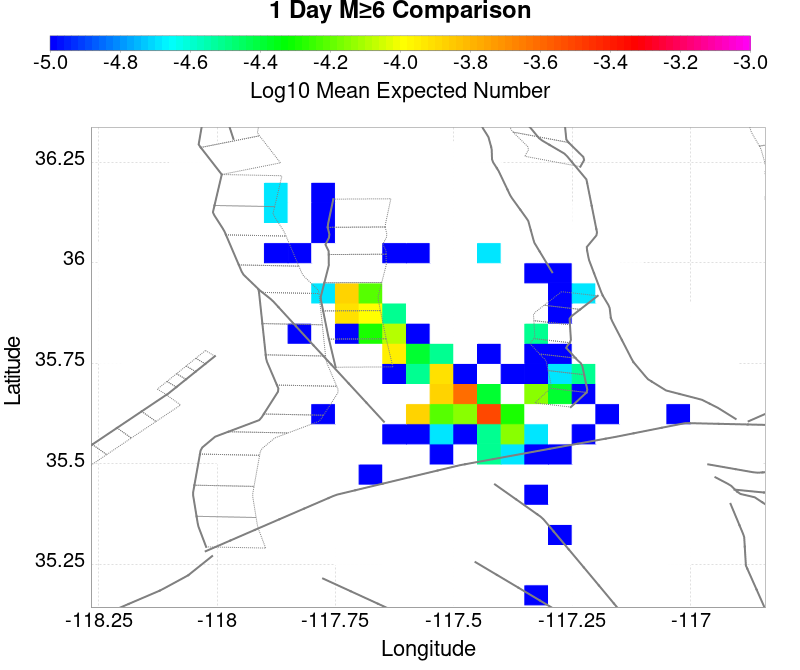 1 Day M≥6 Comparison
-5.0 -4.8 -4.6 -4.4 -4.2 -4.0 -3.8 -3.6 -3.4 -3.2 -3.0
Log10 Mean Expected Number
36.25
36
35.75
35.5
35.25
Latitude
-118.25 -118 -117.75 -117.5 -117.25 -117
Longitude